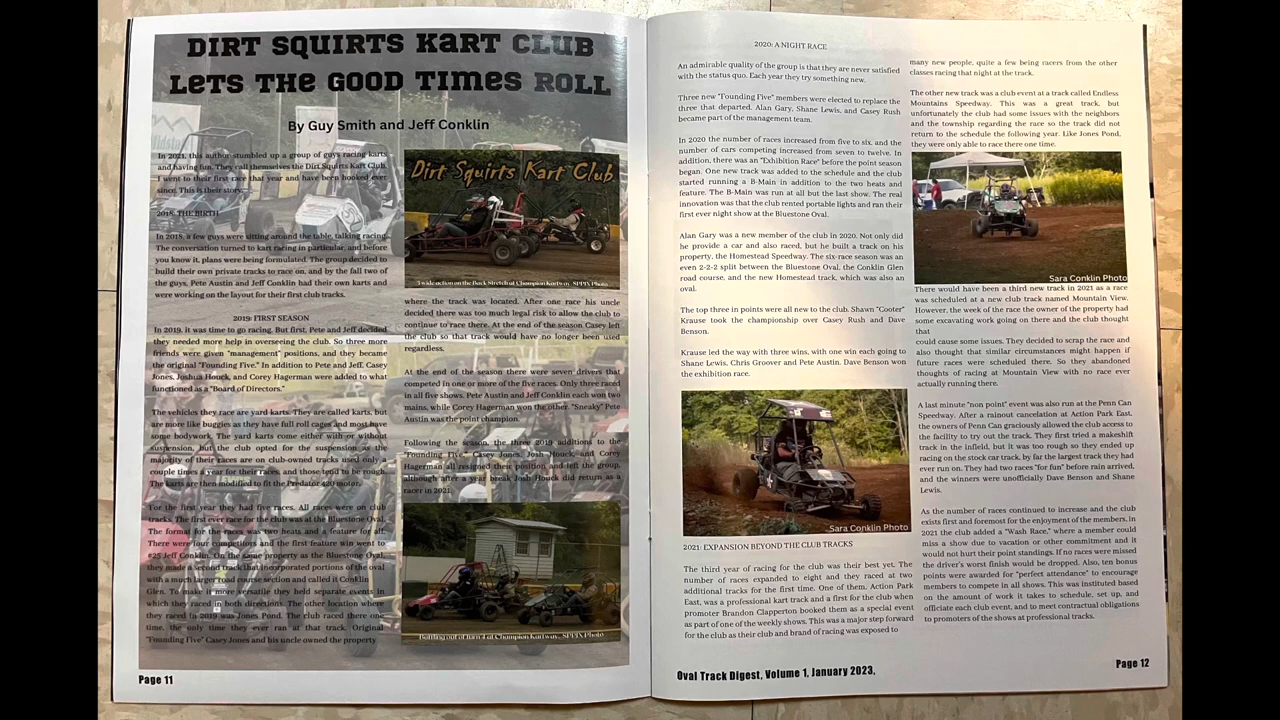 DIRT SQUIRTS KART CLUB
LETS THE GOOD TIMES ROLL
By Guy Smith and Jeff Conklin
In 2021, this author stumbled up a group of guys racing karts
and having fun. They call themselves the Dirt Squirts Kart Club.
I went to their first race that year and have been hooked ever
since. This is their story.
2018: THE BIRTH
In 2018, a few guys were sitting around the table, talking racing.
The conversation turned to kart racing in particular, and before
you know it, plans were being formulated. The group decided to
build their own private tracks to race on, and by the fall two of
the guys, Pete Austin and Jeff Conklin had their own karts and
were working on the layout for their first club tracks.
2019: FIRST SEASON
In 2019, it was time to go racing. But first, Pete and Jeff decided
they needed more help in overseeing the club. So three more
friends were given "management" positions, and they became
the original "Founding Five." In addition to Pete and Jeff, Casey
Jones, Joshua Houck, and Corey Hagerman were added to what
functioned as a "Board of Directors."
The vehicles they race are yard karts. They are called karts, but
are more like buggies as they have full roll cages and most have
some bodywork. The yard karts come either with or without
suspension, but the club opted for the suspension as the
majority of their races are on club-owned tracks used only a
couple times a year for their races, and those tend to be rough.
The karts are then modified to fit the Predator 420 motor.
For the first year they had five races. All races were on club
tracks. The first ever race for the club was at the Bluestone Oval.
The format for the races was two heats and a feature for all.
There were four competitors and the first feature win went to
#25 Jeff Conklin. On the same property as the Bluestone Oval,
they made a second track that incorporated portions of the oval
with a much larger road course section and called it Conklin
Glen. To make it more versatile they held separate events in
which they raced in both directions. The other location where
they raced in 2019 was Jones Pond. The club raced there one
time, the only time they ever ran at that track. Original
"Founding Five" Casey Jones and his uncle owned the property
Dirt Squirts Kart Club
3 wide action on the Back Stretch of Champion Kartway. SPPIX Photo
where the track was located. After one race his uncle
decided there was too much legal risk to allow the club to
continue to race there. At the end of the season Casey left
the club so that track would have no longer been used
regardless.
At the end of the season there were seven drivers that
competed in one or more of the five races. Only three raced
in all five shows. Pete Austin and Jeff Conklin each won two
mains, while Corey Hagerman won the other. "Sneaky" Pete
Austin was the point champion.
Following the season, the three 2019 additions to the
"Founding Five," Casey Jones, Josh Houck, and Corey
Hagerman all resigned their position and left the group,
although after a year break Josh Houck did return as a
racer in 2021.
Battling out of turn 4 at Champion Kartway. SPPIX Photo
Page 11
2020: A NIGHT RACE
An admirable quality of the group is that they are never satisfied
with the status quo. Each year they try something new.
Three new "Founding Five" members were elected to replace the
three that departed. Alan Gary, Shane Lewis, and Casey Rush
became part of the management team.
In 2020 the number of races increased from five to six, and the
number of cars competing increased from seven to twelve. In
addition, there was an "Exhibition Race" before the point season
began. One new track was added to the schedule and the club
started running a B-Main in addition to the two heats and
feature. The B-Main was run at all but the last show. The real
innovation was that the club rented portable lights and ran their
first ever night show at the Bluestone Oval.
Alan Gary was a new member of the club in 2020. Not only did
he provide a car and also raced, but he built a track on his
property, the Homestead Speedway. The six-race season was an
even 2-2-2 split between the Bluestone Oval, the Conklin Glen
road course, and the new Homestead track, which was also an
oval.
The top three in points were all new to the club. Shawn "Gooter"
Krause took the championship over Casey Rush and Dave
Benson.
Krause led the way with three wins, with one win each going to
Shane Lewis, Chris Groover and Pete Austin. Dave Benson won
the exhibition race.
Sara Conklin Photo
2021: EXPANSION BEYOND THE CLUB TRACKS
The third year of racing for the club was their best yet. The
number of races expanded to eight and they raced at two
additional tracks for the first time. One of them, Action Park
East, was a professional kart track and a first for the club when
promoter Brandon Clapperton booked them as a special event
as part of one of the weekly shows. This was a major step forward
for the club as their club and brand of racing was exposed to
many new people, quite a few being racers from the other
classes racing that night at the track.
The other new track was a club event at a track called Endless
Mountains Speedway. This was a great track, but
unfortunately the club had some issues with the neighbors
and the township regarding the race so the track did not
return to the schedule the following year. Like Jones Pond,
they were only able to race there one time.
Sara Conklin Photo
There would have been a third new track in 2021 as a race
was scheduled at a new club track named Mountain View.
However, the week of the race the owner of the property had
some excavating work going on there and the club thought
that
could cause some issues. They decided to scrap the race and
also thought that similar circumstances might happen if
future races were scheduled there. So they abandoned
thoughts of racing at Mountain View with no race ever
actually running there.
A last minute "non point" event was also run at the Penn Can
Speedway. After a rainout cancelation at Action Park East,
the owners of Penn Can graciously allowed the club access to
the facility to try out the track. They first tried a makeshift
track in the infield, but it was too rough so they ended up
racing on the stock car track, by far the largest track they had
ever run on. They had two races "for fun" before rain arrived,
and the winners were unofficially Dave Benson and Shane
Lewis.
As the number of races continued to increase and the club
exists first and foremost for the enjoyment of the members, in
2021 the club added a "Wash Race," where a member could
miss a show due to vacation or other commitment and it
would not hurt their point standings. If no races were missed
the driver's worst finish would be dropped. Also, ten bonus
points were awarded for "perfect attendance" to encourage
members to compete in all shows. This was instituted based
on the amount of work it takes to schedule, set up, and
officiate each club event, and to meet contractual obligations
to promoters of the shows at professional tracks.
Oval Track Digest, Volume 1, January 2023,
Page 12